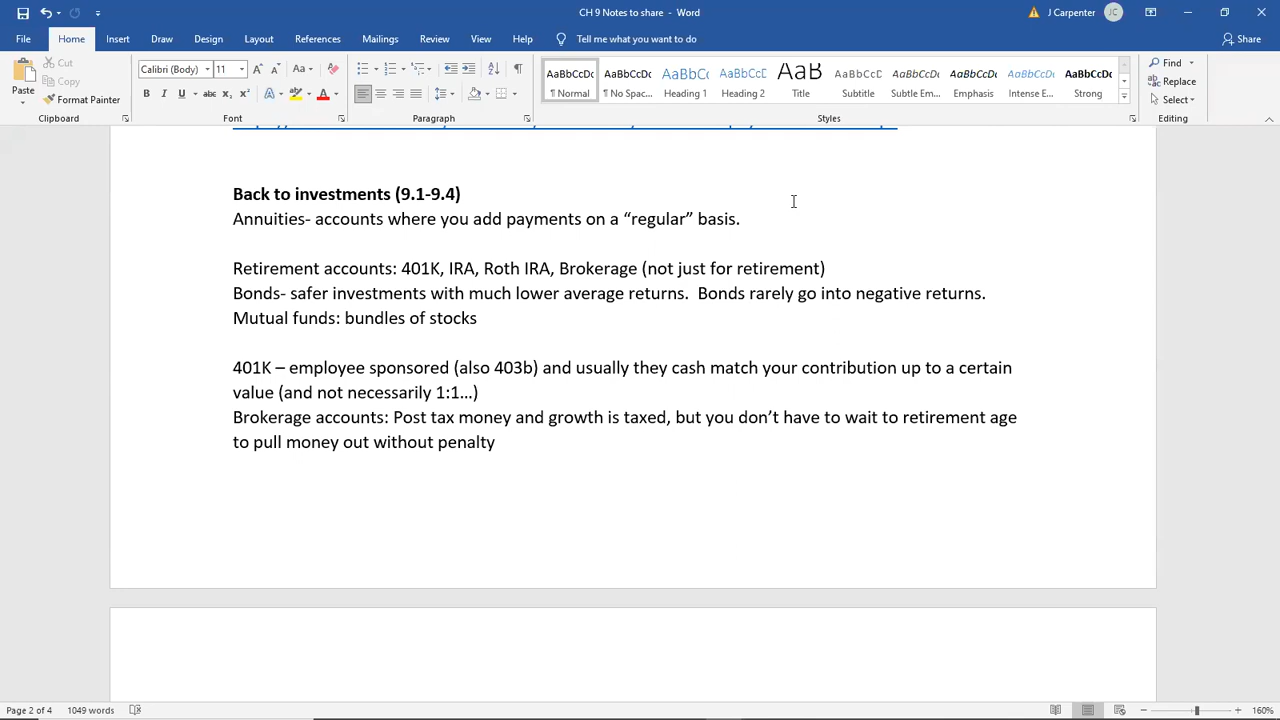 CH 9 Notes to share - Word
J Carpenter JC
File Home Insert Draw Design Layout References Mailings Review View Help Tell me what you want to do Share
Paste Cut Copy Format Painter
Calibri (Body) 11
AaBbCcDc AaBbCcDc AaBbCc AaBbCcD AaB AaBbCcD AaBbCcDc AaBbCcDc AaBbCcDc AaBbCcDc
¶ Normal ¶ No Spac... Heading 1 Heading 2 Title Subtitle Subtle Em... Emphasis Intense E... Strong
Find Replace Select
Clipboard Font Paragraph Styles Editing
Back to investments (9.1-9.4)
Annuities- accounts where you add payments on a “regular” basis.
Retirement accounts: 401K, IRA, Roth IRA, Brokerage (not just for retirement)
Bonds- safer investments with much lower average returns.  Bonds rarely go into negative returns.
Mutual funds: bundles of stocks
401K – employee sponsored (also 403b) and usually they cash match your contribution up to a certain
value (and not necessarily 1:1…)
Brokerage accounts: Post tax money and growth is taxed, but you don’t have to wait to retirement age
to pull money out without penalty
Page 2 of 4 1049 words 160%